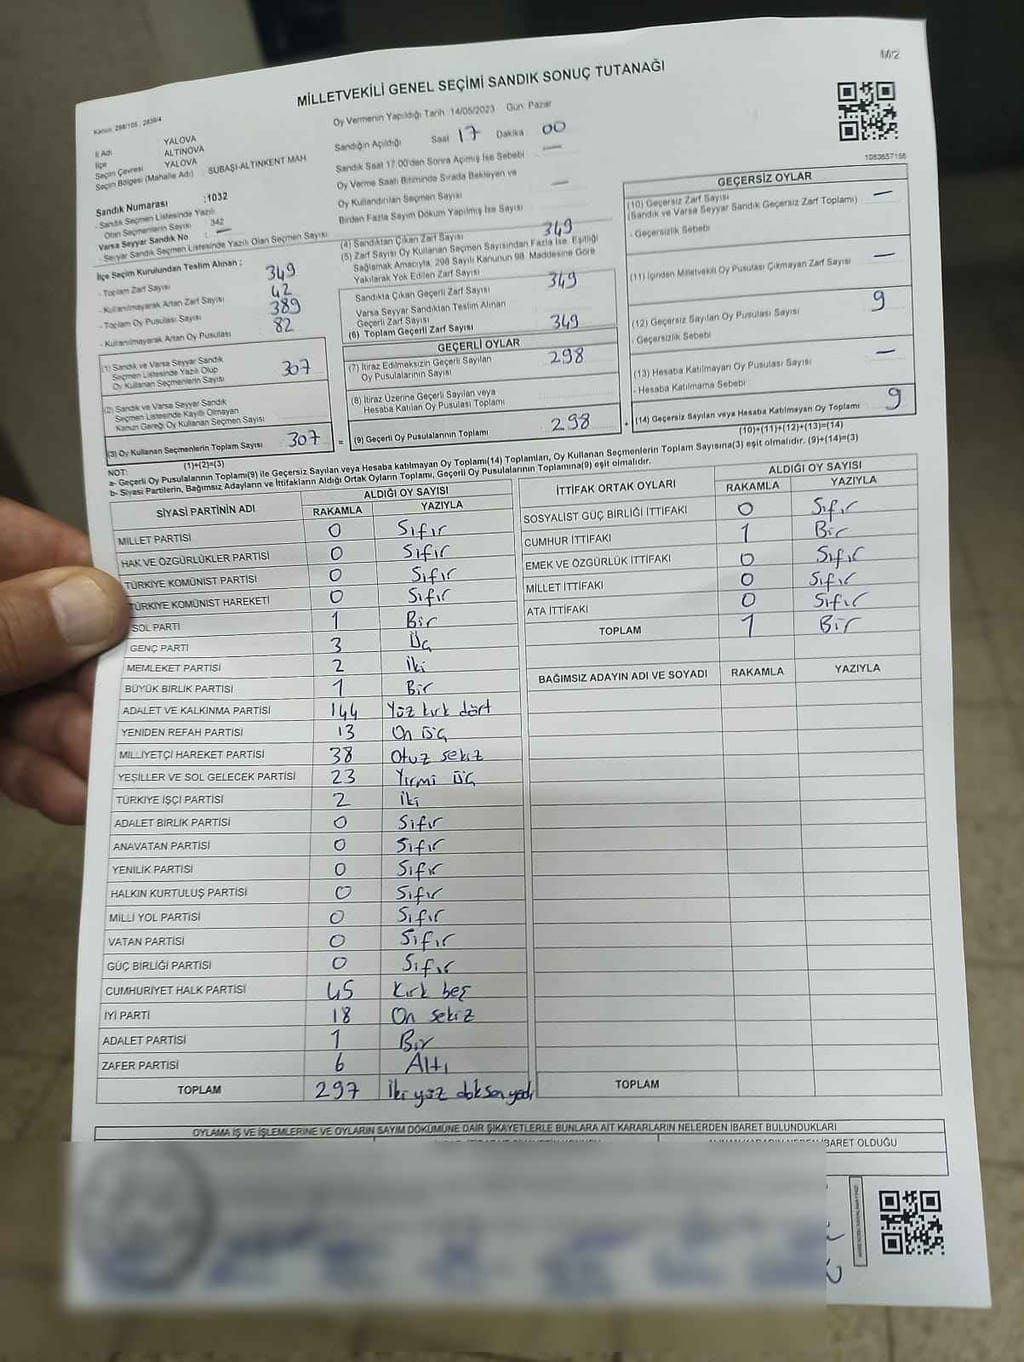 M2
MİLLETVEKİLİ GENEL SEÇİMİ SANDIK SONUÇ TUTANAĞI
Kanun: 298/105 ; 2839/4
İl Adı YALOVA
İlçe ALTINOVA
Seçim Çevresi YALOVA
Seçim Bölgesi (Mahalle Adı) : SUBAŞI-ALTINKENT MAH.
Sandık Numarası :1032
- Sandık Seçmen Listesinde Yazılı
Olan Seçmenlerin Sayısı : 342
Varsa Seyyar Sandık No : —
- Seyyar Sandık Seçmen Listesinde Yazılı Olan Seçmen Sayısı
Oy Vermenin Yapıldığı Tarih :14/05/2023 Gün: Pazar
Sandığın Açıldığı Saat 17 Dakika 00
Sandık Saat 17:00'den Sonra Açılmış İse Sebebi —
Oy Verme Saati Bitiminde Sırada Bekleyen ve
Oy Kullandırılan Seçmen Sayısı —
Birden Fazla Sayım Döküm Yapılmış İse Sayısı
İlçe Seçim Kurulundan Teslim Alınan ;
- Toplam Zarf Sayısı 349
- Kullanılmayarak Artan Zarf Sayısı 42
- Toplam Oy Pusulası Sayısı 389
- Kullanılmayarak Artan Oy Pusulası 82
(1) Sandık ve Varsa Seyyar Sandık
Seçmen Listesinde Yazılı Olup
Oy Kullanan Seçmenlerin Sayısı 307
(2) Sandık ve Varsa Seyyar Sandık
Seçmen Listesinde Kayıtlı Olmayan
Kanun Gereği Oy Kullanan Seçmen Sayısı
(3) Oy Kullanan Seçmenlerin Toplam Sayısı 307 =
(1)+(2)=(3)
(4) Sandıktan Çıkan Zarf Sayısı 349
(5) Zarf Sayısı Oy Kullanan Seçmen Sayısından Fazla İse, Eşitliği
Sağlamak Amacıyla, 298 Sayılı Kanunun 98. Maddesine Göre
Yakılarak Yok Edilen Zarf Sayısı
Sandıkta Çıkan Geçerli Zarf Sayısı 349
Varsa Seyyar Sandıktan Teslim Alınan
Geçerli Zarf Sayısı
(6) Toplam Geçerli Zarf Sayısı 349
GEÇERLİ OYLAR
(7) İtiraz Edilmeksizin Geçerli Sayılan
Oy Pusulalarının Sayısı 298
(8) İtiraz Üzerine Geçerli Sayılan veya
Hesaba Katılan Oy Pusulası Toplamı
(9) Geçerli Oy Pusulalarının Toplamı 298 +
1083657156
GEÇERSİZ OYLAR
(10) Geçersiz Zarf Sayısı —
(Sandık ve Varsa Seyyar Sandık Geçersiz Zarf Toplamı)
- Geçersizlik Sebebi
(11) İçinden Milletvekili Oy Pusulası Çıkmayan Zarf Sayısı —
(12) Geçersiz Sayılan Oy Pusulası Sayısı 9
- Geçersizlik Sebebi
(13) Hesaba Katılmayan Oy Pusulası Sayısı —
- Hesaba Katılmama Sebebi
(14) Geçersiz Sayılan veya Hesaba Katılmayan Oy Toplamı 9
(10)+(11)+(12)+(13)=(14)
NOT:
a- Geçerli Oy Pusulalarının Toplamı(9) ile Geçersiz Sayılan veya Hesaba katılmayan Oy Toplamı(14) Toplamları, Oy Kullanan Seçmenlerin Toplam Sayısına(3) eşit olmalıdır. (9)+(14)=(3)
b- Siyasi Partilerin, Bağımsız Adayların ve İttifakların Aldığı Ortak Oyların Toplamı, Geçerli Oy Pusulalarının Toplamına(9) eşit olmalıdır.
SİYASİ PARTİNİN ADI ALDIĞI OY SAYISI
RAKAMLA YAZIYLA
MİLLET PARTİSİ 0 Sıfır
HAK VE ÖZGÜRLÜKLER PARTİSİ 0 Sıfır
TÜRKİYE KOMÜNİST PARTİSİ 0 Sıfır
TÜRKİYE KOMÜNİST HAREKETİ 0 Sıfır
SOL PARTİ 1 Bir
GENÇ PARTİ 3 Üç
MEMLEKET PARTİSİ 2 İki
BÜYÜK BİRLİK PARTİSİ 1 Bir
ADALET VE KALKINMA PARTİSİ 144 Yüz kırk dört
YENİDEN REFAH PARTİSİ 13 On üç
MİLLİYETÇİ HAREKET PARTİSİ 38 Otuz sekiz
YEŞİLLER VE SOL GELECEK PARTİSİ 23 Yirmi üç
TÜRKİYE İŞÇİ PARTİSİ 2 İki
ADALET BİRLİK PARTİSİ 0 Sıfır
ANAVATAN PARTİSİ 0 Sıfır
YENİLİK PARTİSİ 0 Sıfır
HALKIN KURTULUŞ PARTİSİ 0 Sıfır
MİLLİ YOL PARTİSİ 0 Sıfır
VATAN PARTİSİ 0 Sıfır
GÜÇ BİRLİĞİ PARTİSİ 0 Sıfır
CUMHURİYET HALK PARTİSİ 45 Kırk beş
İYİ PARTİ 18 On sekiz
ADALET PARTİSİ 1 Bir
ZAFER PARTİSİ 6 Altı
TOPLAM 297 İki yüz doksan yedi
İTTİFAK ORTAK OYLARI ALDIĞI OY SAYISI
RAKAMLA YAZIYLA
SOSYALİST GÜÇ BİRLİĞİ İTTİFAKI 0 Sıfır
CUMHUR İTTİFAKI 1 Bir
EMEK VE ÖZGÜRLÜK İTTİFAKI 0 Sıfır
MİLLET İTTİFAKI 0 Sıfır
ATA İTTİFAKI 0 Sıfır
TOPLAM 1 Bir
BAĞIMSIZ ADAYIN ADI VE SOYADI RAKAMLA YAZIYLA
TOPLAM
OYLAMA İŞ VE İŞLEMLERİNE VE OYLARIN SAYIM DÖKÜMÜNE DAİR ŞİKAYETLERLE BUNLARA AİT KARARLARIN NELERDEN İBARET BULUNDUKLARI
İBARET OLDUĞU